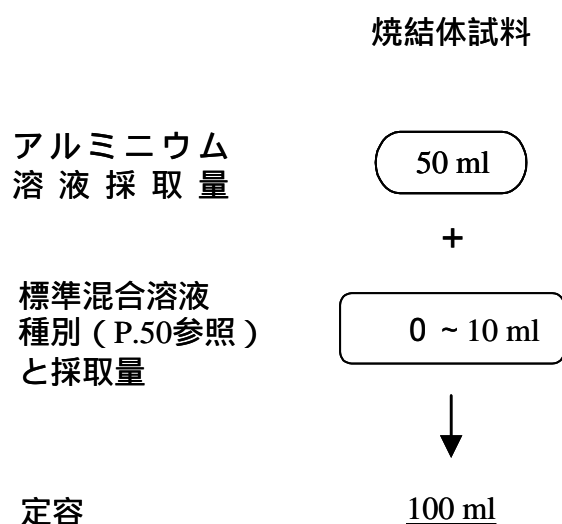 焼結体試料
アルミニウム
溶液採取量
50 ml
+
標準混合溶液
種別（P.50参照）
と採取量
0 ~ 10 ml
定容
100 ml